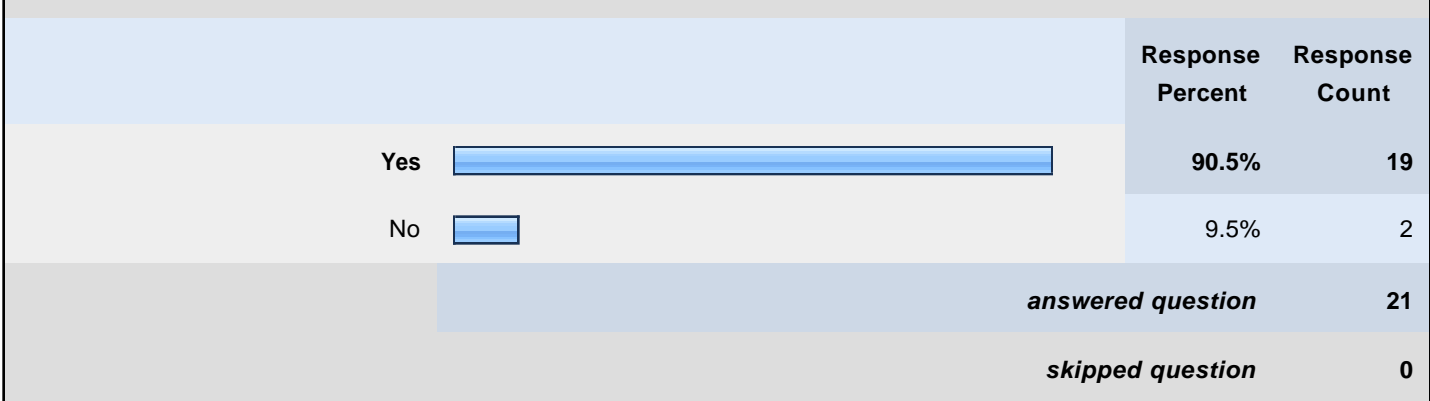 Response Percent Response Count
Yes 90.5% 19
No 9.5% 2
answered question 21
skipped question 0